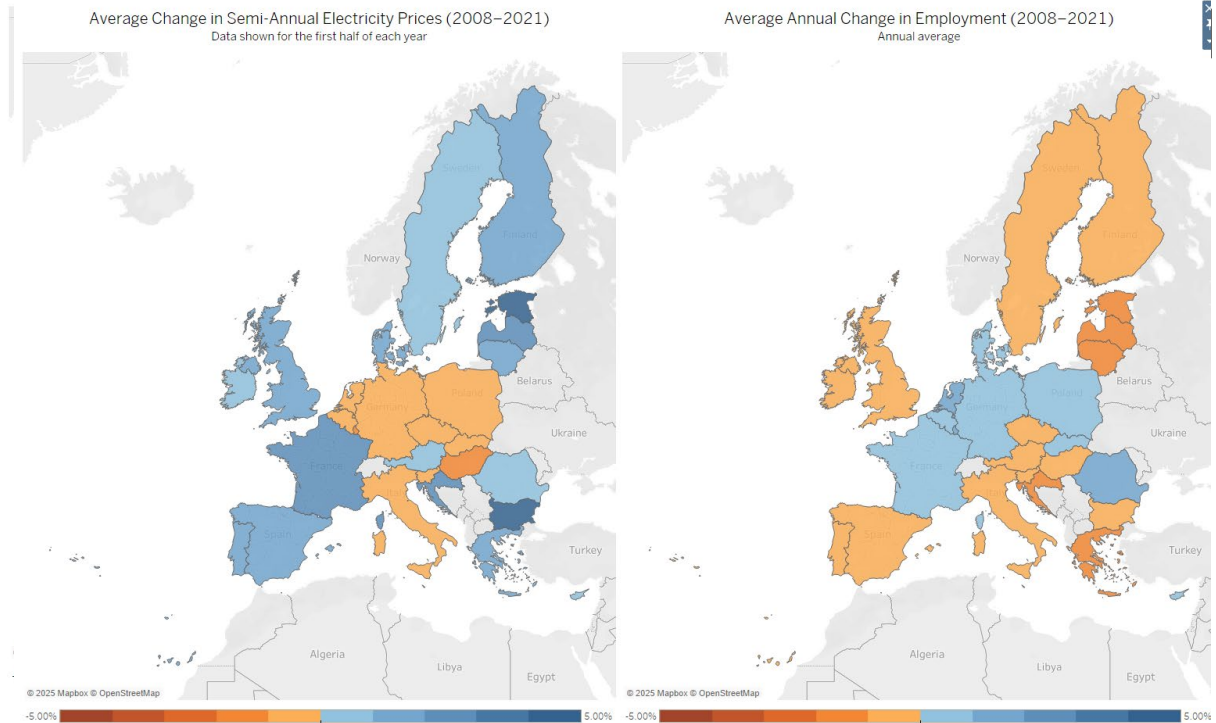 Average Change in Semi-Annual Electricity Prices (2008–2021)
Data shown for the first half of each year
Sweden
Finland
Norway
Belarus
Poland
Germany
Ukraine
France
Italy
Spain
Turkey
Algeria
Libya
Egypt
© 2025 Mapbox © OpenStreetMap
-5.00%
5.00%
Average Annual Change in Employment (2008–2021)
Annual average
Sweden
Finland
Norway
Belarus
Poland
Germany
Ukraine
France
Spain
Turkey
Algeria
Libya
Egypt
© 2025 Mapbox © OpenStreetMap
-5.00%
5.00%